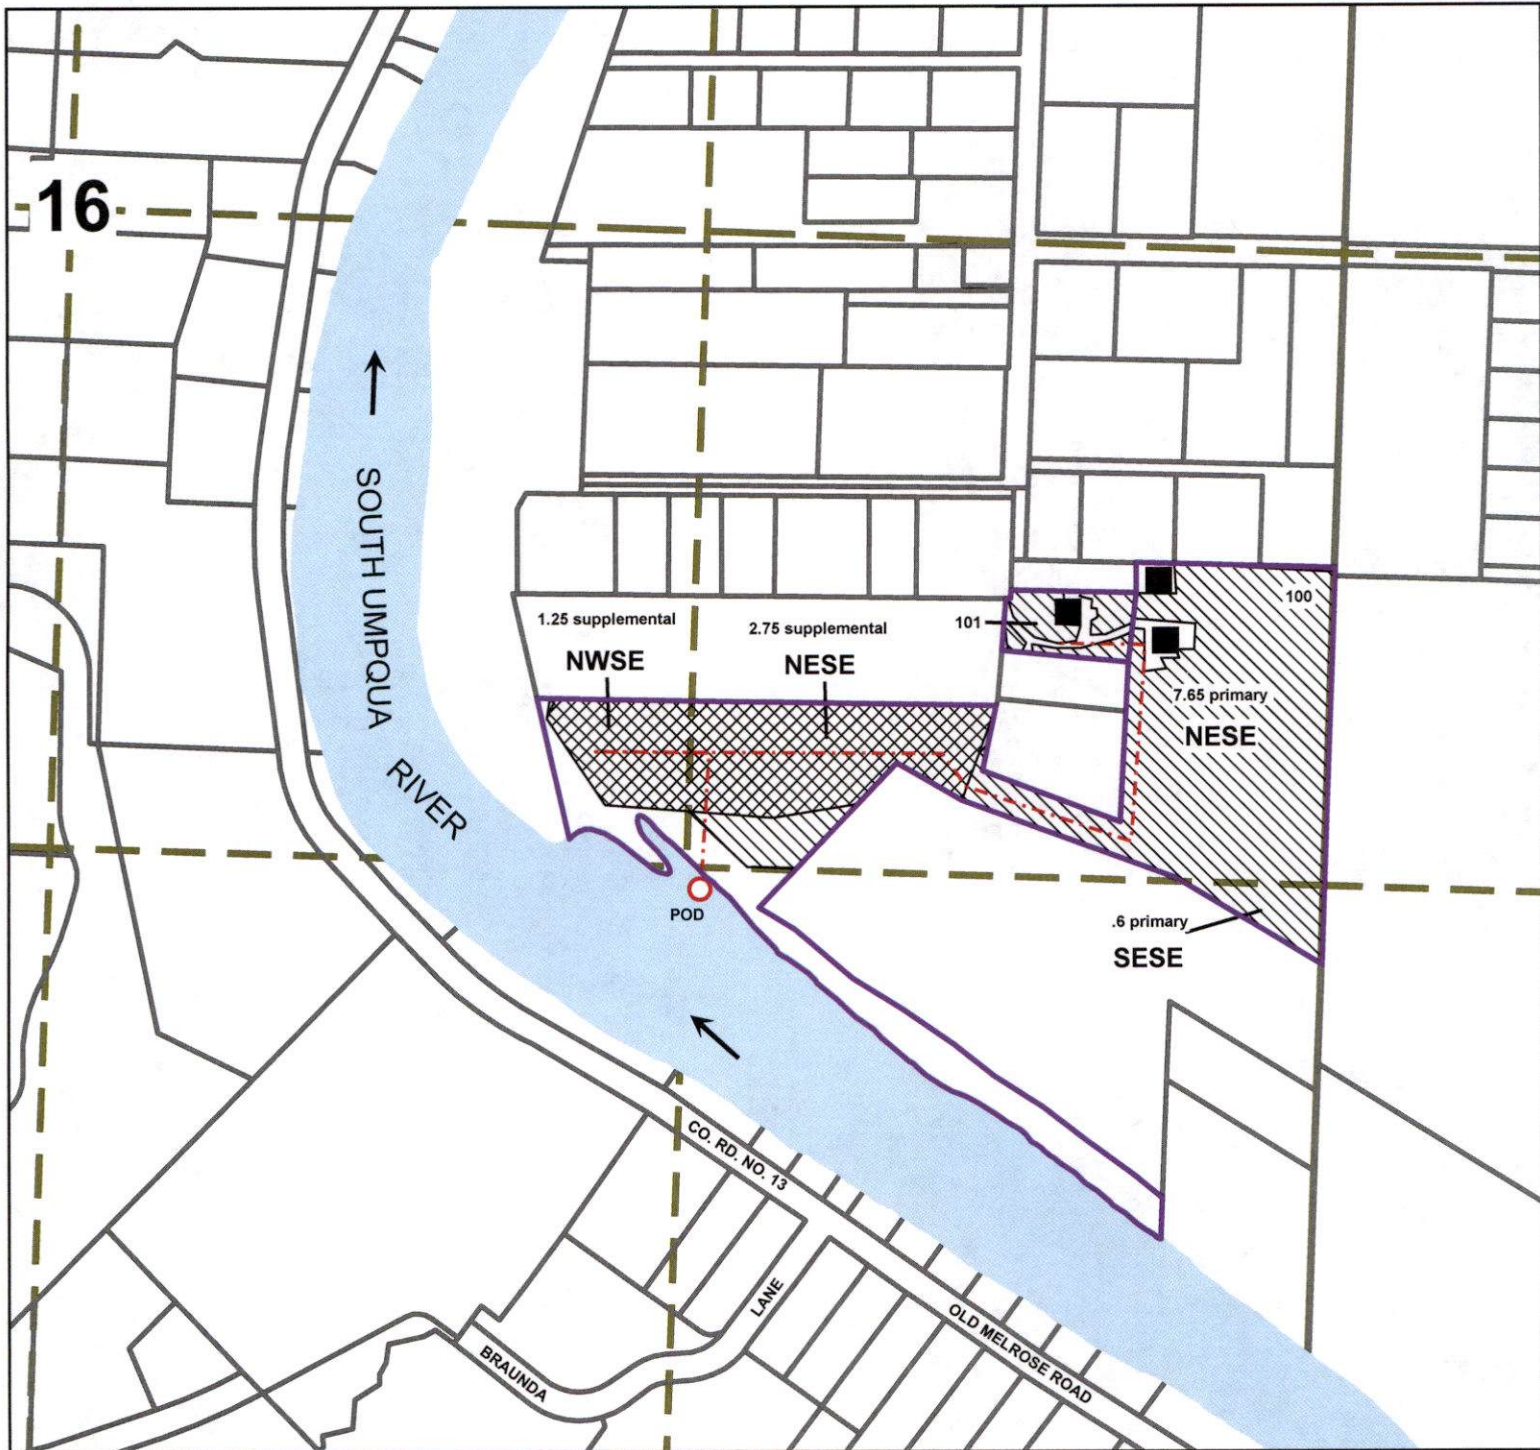 16
SOUTH UMPQUA
RIVER
1.25 supplemental
NWSE
2.75 supplemental
NESE
101
100
7.65 primary
NESE
.6 primary
SESE
POD
CO. RD. NO. 13
OLD MELROSE ROAD
LANE
BRAUNDA